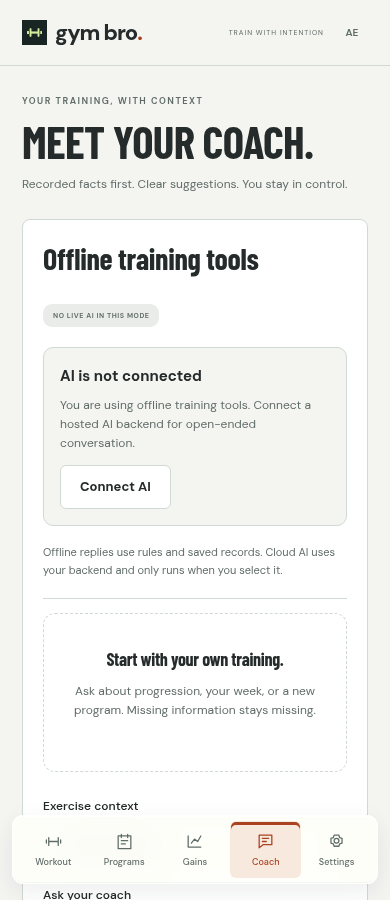 gym bro.
TRAIN WITH INTENTION
AE
YOUR TRAINING, WITH CONTEXT
MEET YOUR COACH.
Recorded facts first. Clear suggestions. You stay in control.
Offline training tools
NO LIVE AI IN THIS MODE
AI is not connected
You are using offline training tools. Connect a
hosted AI backend for open-ended
conversation.
Connect AI
Offline replies use rules and saved records. Cloud AI uses
your backend and only runs when you select it.
Start with your own training.
Ask about progression, your week, or a new
program. Missing information stays missing.
Exercise context
Workout
Programs
Gains
Coach
Settings
Ask your coach